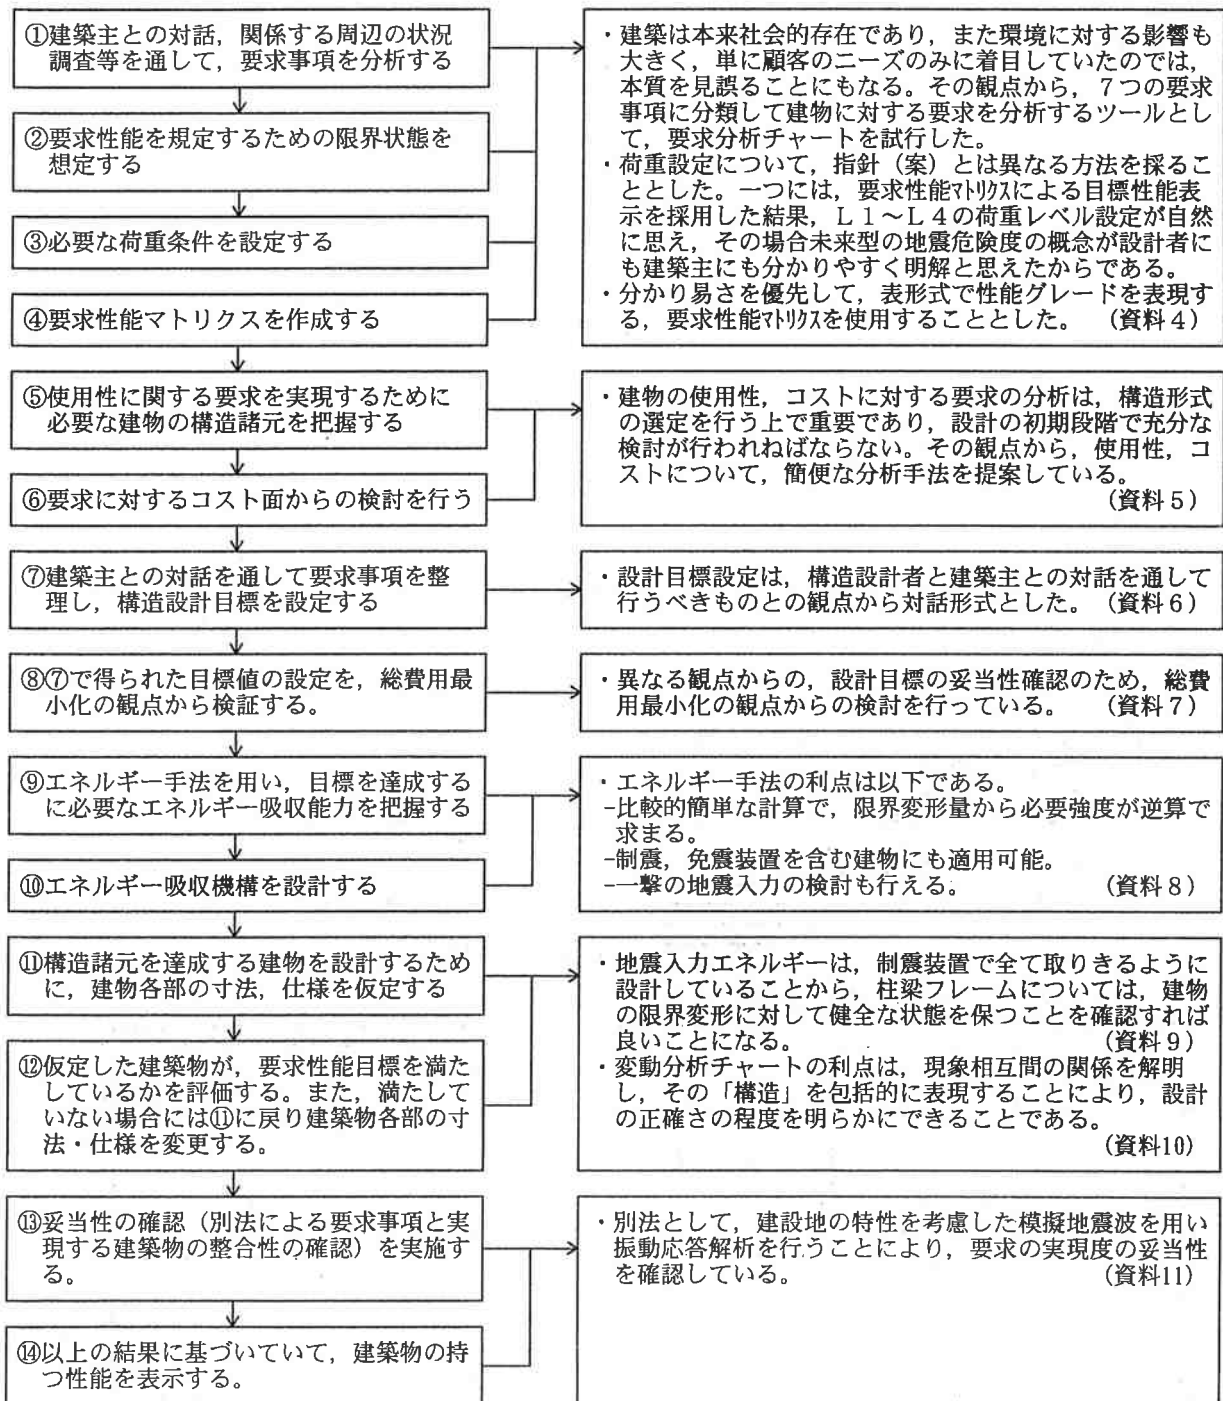 ①建築主との対話，関係する周辺の状況
調査等を通して，要求事項を分析する
②要求性能を規定するための限界状態を
想定する
③必要な荷重条件を設定する
④要求性能マトリクスを作成する
・建築は本来社会的存在であり，また環境に対する影響も
大きく，単に顧客のニーズのみに着目していたのでは，
本質を見誤ることにもなる。その観点から，７つの要求
事項に分類して建物に対する要求を分析するツールとし
て，要求分析チャートを試行した。
・荷重設定について，指針（案）とは異なる方法を採るこ
ととした。一つには，要求性能ﾏﾄﾘｸｽによる目標性能表
示を採用した結果，Ｌ１～Ｌ４の荷重レベル設定が自然
に思え，その場合未来型の地震危険度の概念が設計者に
も建築主にも分かりやすく明解と思えたからである。
・分かり易さを優先して，表形式で性能グレードを表現す
る，要求性能ﾏﾄﾘｸｽを使用することとした。 （資料４）
⑤使用性に関する要求を実現するために
必要な建物の構造諸元を把握する
⑥要求に対するコスト面からの検討を行う
・建物の使用性，コストに対する要求の分析は，構造形式
の選定を行う上で重要であり，設計の初期段階で充分な
検討が行われねばならない。その観点から，使用性，コ
ストについて，簡便な分析手法を提案している。
（資料５）
⑦建築主との対話を通して要求事項を整
理し，構造設計目標を設定する
・設計目標設定は，構造設計者と建築主との対話を通して
行うべきものとの観点から対話形式とした。 （資料６）
⑧⑦で得られた目標値の設定を，総費用最
小化の観点から検証する。
・異なる観点からの，設計目標の妥当性確認のため，総費
用最小化の観点からの検討を行っている。 （資料７）
⑨エネルギー手法を用い，目標を達成する
に必要なエネルギー吸収能力を把握する
⑩エネルギー吸収機構を設計する
・エネルギー手法の利点は以下である。
-比較的簡単な計算で，限界変形量から必要強度が逆算で
求まる。
-制震，免震装置を含む建物にも適用可能。
-一撃の地震入力の検討も行える。 （資料８）
⑪構造諸元を達成する建物を設計するため
に，建物各部の寸法，仕様を仮定する
⑫仮定した建築物が，要求性能目標を満た
しているかを評価する。また，満たして
いない場合には⑪に戻り建築物各部の寸
法・仕様を変更する。
・地震入力エネルギーは，制震装置で全て取りきるように
設計していることから，柱梁フレームについては，建物
の限界変形に対して健全な状態を保つことを確認すれば
良いことになる。 （資料９）
・変動分析チャートの利点は，現象相互間の関係を解明
し，その「構造」を包括的に表現することにより，設計
の正確さの程度を明らかにできることである。
（資料10）
⑬妥当性の確認（別法による要求事項と実
現する建築物の整合性の確認）を実施す
る。
⑭以上の結果に基づいていて，建築物の持
つ性能を表示する。
・別法として，建設地の特性を考慮した模擬地震波を用い
振動応答解析を行うことにより，要求の実現度の妥当性
を確認している。 （資料11）